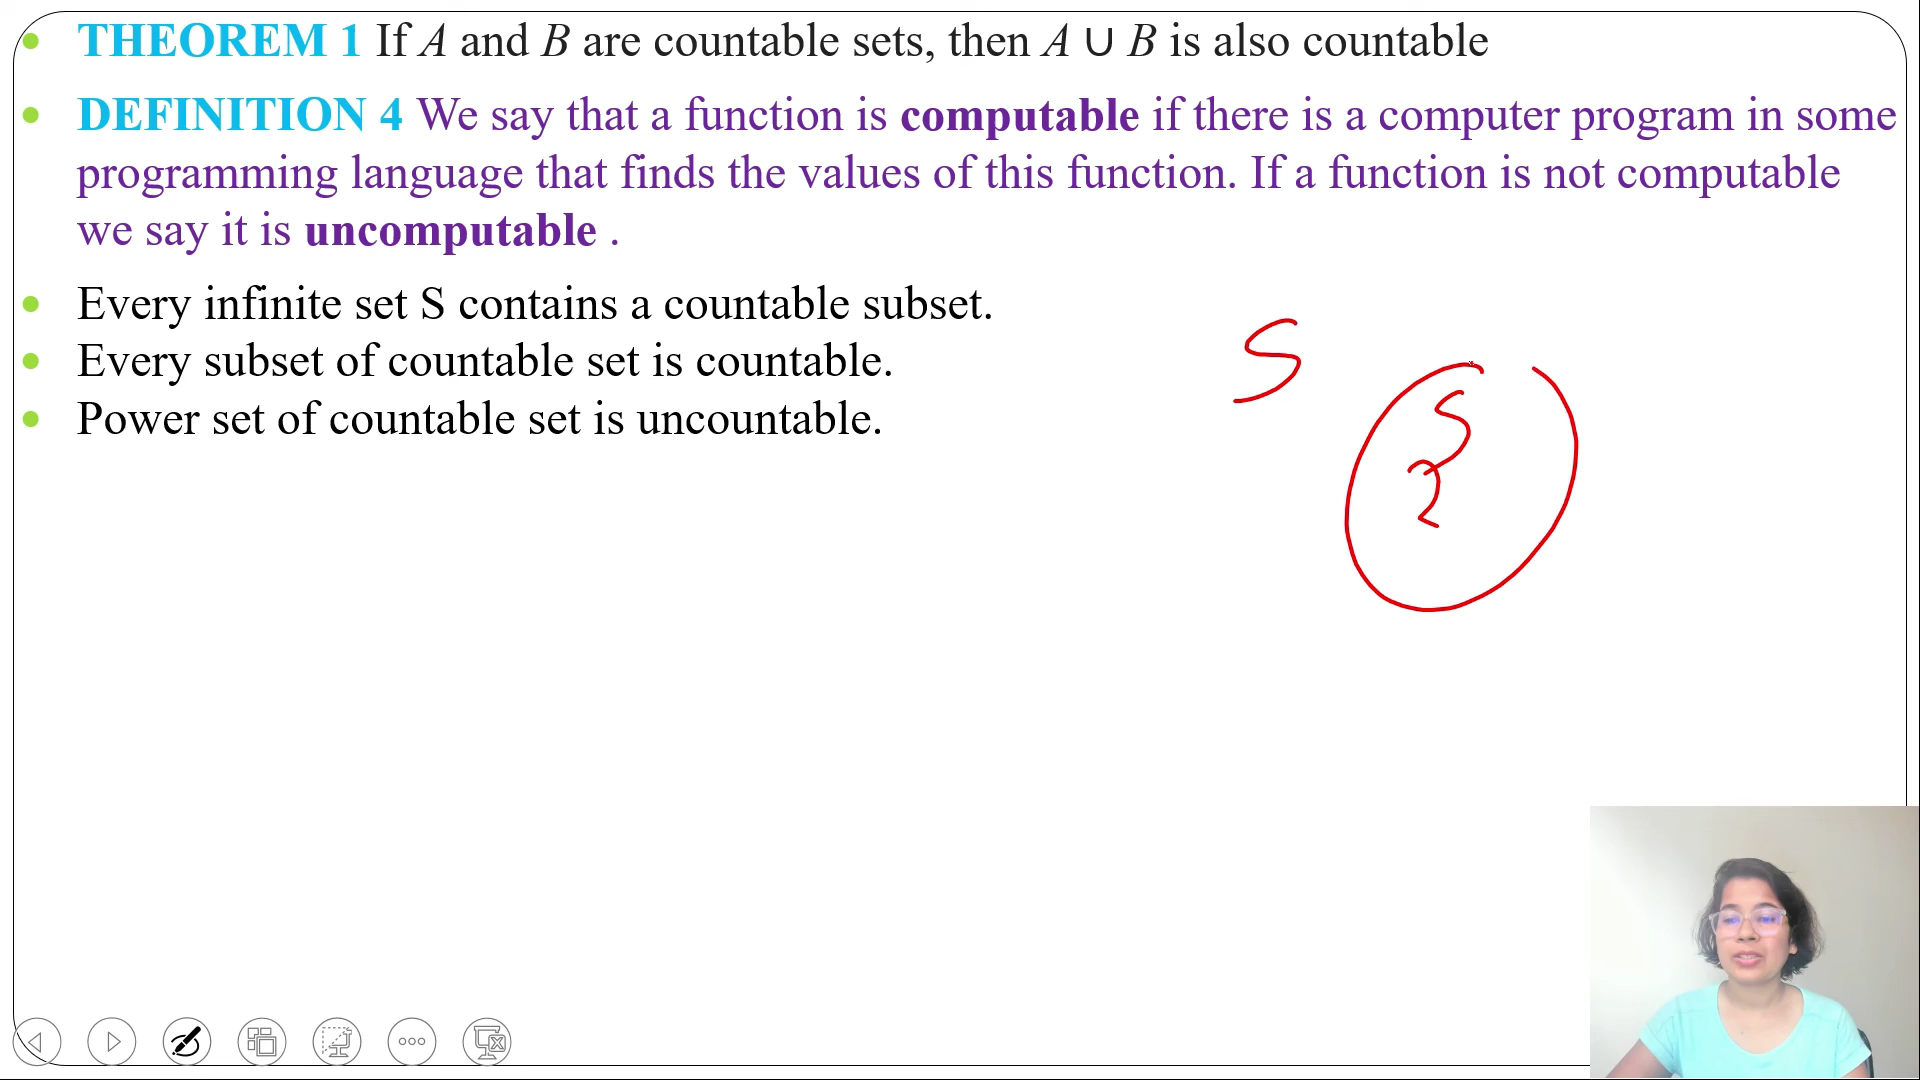 THEOREM 1 If A and B are countable sets, then A ∪ B is also countable
DEFINITION 4 We say that a function is computable if there is a computer program in some
programming language that finds the values of this function. If a function is not computable
we say it is uncomputable .
Every infinite set S contains a countable subset.
Every subset of countable set is countable.
Power set of countable set is uncountable.
S
S
2